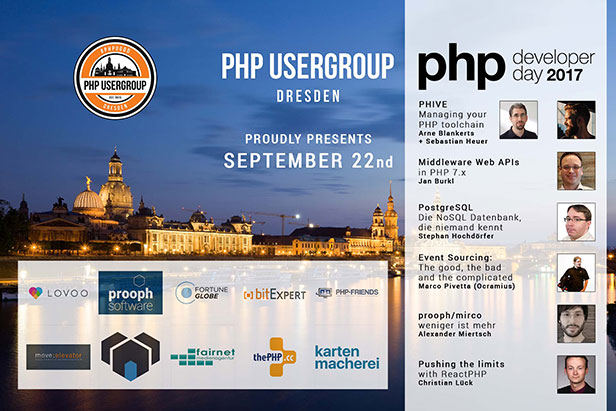 #PHPUGDD
PHP USERGROUP
DRESDEN
PHP USERGROUP
DRESDEN
PROUDLY PRESENTS
SEPTEMBER 22nd
LOVOO
prooph
software
FORTUNE
GLOBE
bitExpert
PHP-FRIENDS
move:elevator
fairnet
medienagentur
thePHP.cc
karten
macherei
php developer
day 2017
PHIVE
Managing your
PHP toolchain
Arne Blankerts
+ Sebastian Heuer
Middleware Web APIs
in PHP 7.x
Jan Burkl
PostgreSQL
Die NoSQL Datenbank,
die niemand kennt
Stephan Hochdörfer
Event Sourcing:
The good, the bad
and the complicated
Marco Pivetta (Ocramius)
prooph/mirco
weniger ist mehr
Alexander Miertsch
Pushing the limits
with ReactPHP
Christian Lück